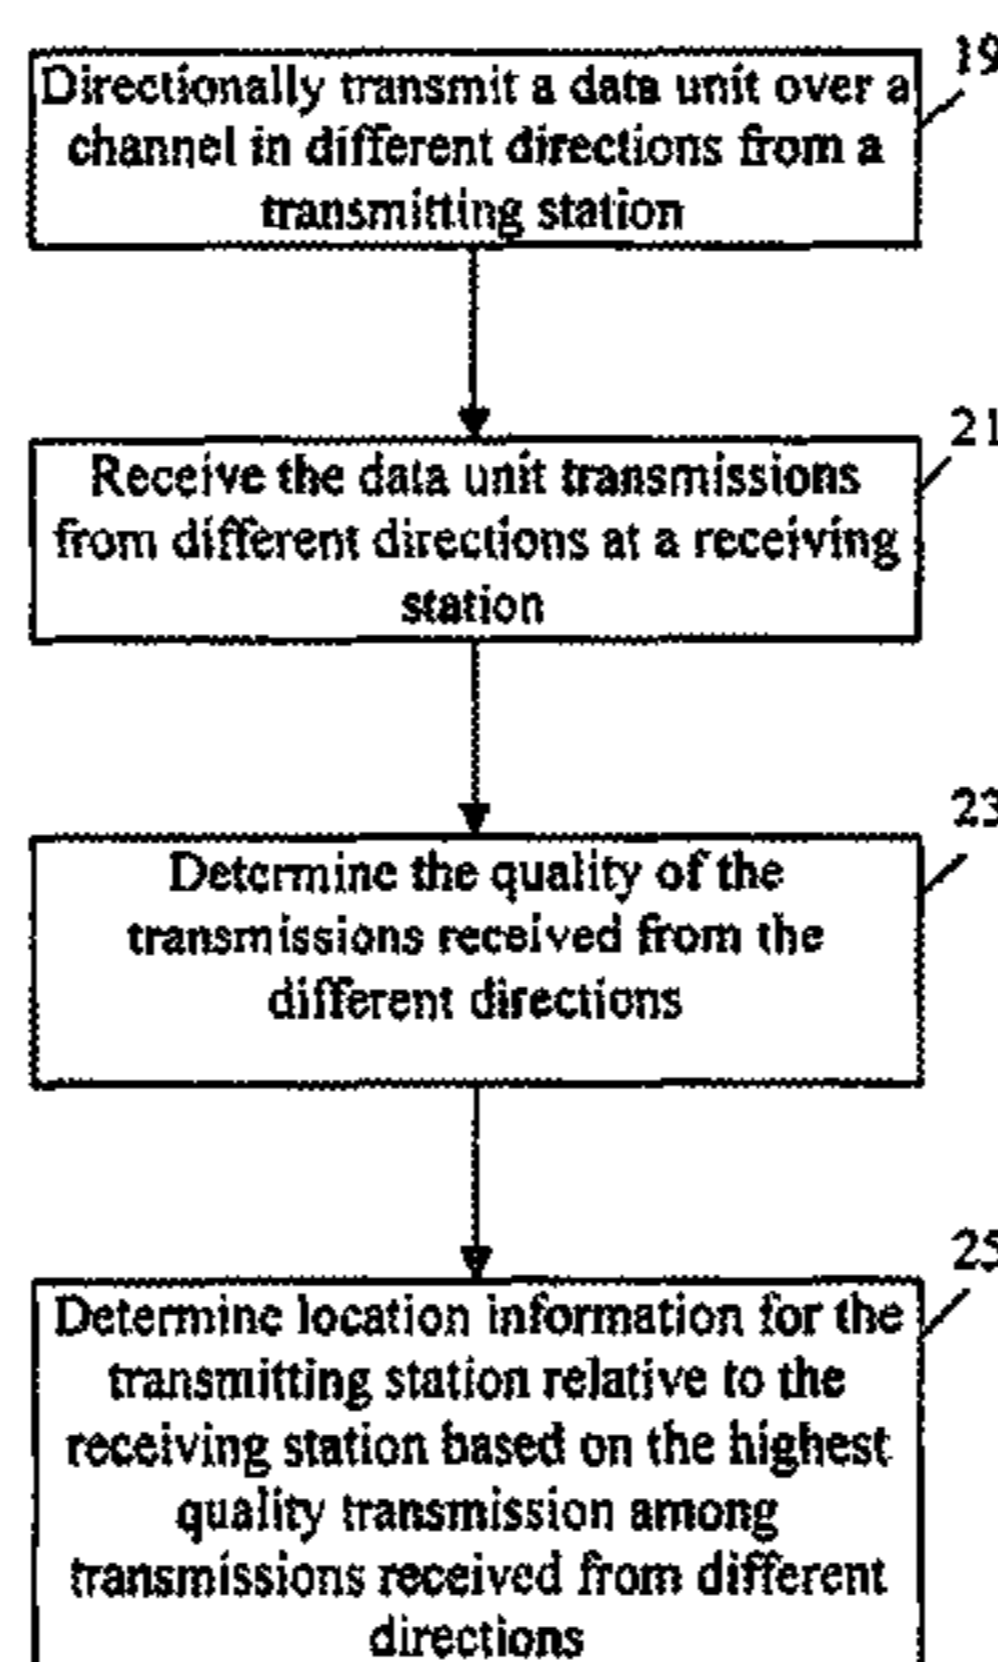 19
Directionally transmit a data unit over a
channel in different directions from a
transmitting station
21
Receive the data unit transmissions
from different directions at a receiving
station
23
Determine the quality of the
transmissions received from the
different directions
25
Determine location information for the
transmitting station relative to the
receiving station based on the highest
quality transmission among
transmissions received from different
directions